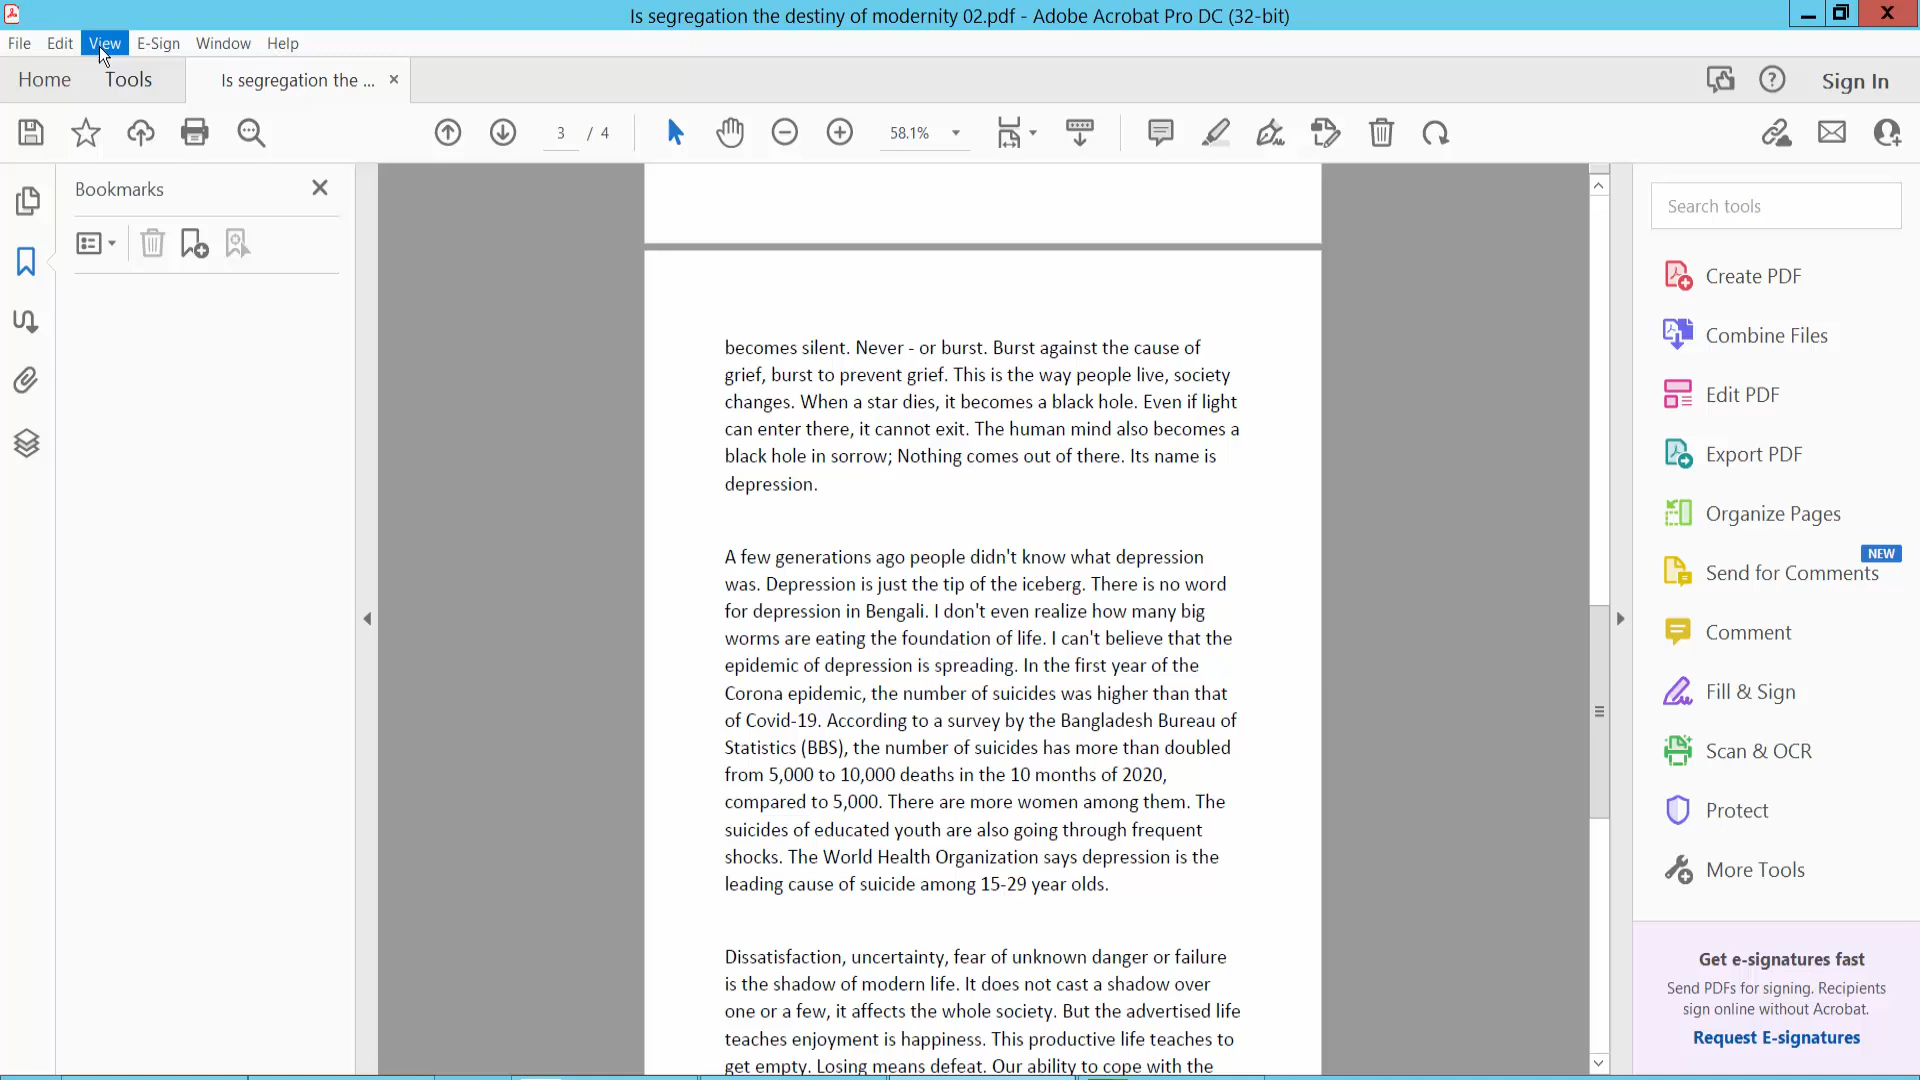 Is segregation the destiny of modernity 02.pdf - Adobe Acrobat Pro DC (32-bit)
File Edit View E-Sign Window Help
Home Tools Is segregation the ... Sign In
3 / 4 58.1%
Bookmarks
becomes silent. Never - or burst. Burst against the cause of
grief, burst to prevent grief. This is the way people live, society
changes. When a star dies, it becomes a black hole. Even if light
can enter there, it cannot exit. The human mind also becomes a
black hole in sorrow; Nothing comes out of there. Its name is
depression.
A few generations ago people didn't know what depression
was. Depression is just the tip of the iceberg. There is no word
for depression in Bengali. I don't even realize how many big
worms are eating the foundation of life. I can't believe that the
epidemic of depression is spreading. In the first year of the
Corona epidemic, the number of suicides was higher than that
of Covid-19. According to a survey by the Bangladesh Bureau of
Statistics (BBS), the number of suicides has more than doubled
from 5,000 to 10,000 deaths in the 10 months of 2020,
compared to 5,000. There are more women among them. The
suicides of educated youth are also going through frequent
shocks. The World Health Organization says depression is the
leading cause of suicide among 15-29 year olds.
Dissatisfaction, uncertainty, fear of unknown danger or failure
is the shadow of modern life. It does not cast a shadow over
one or a few, it affects the whole society. But the advertised life
teaches enjoyment is happiness. This productive life teaches to
get empty. Losing means defeat. Our ability to cope with the
Search tools
Create PDF
Combine Files
Edit PDF
Export PDF
Organize Pages
NEW
Send for Comments
Comment
Fill & Sign
Scan & OCR
Protect
More Tools
Get e-signatures fast
Send PDFs for signing. Recipients
sign online without Acrobat.
Request E-signatures